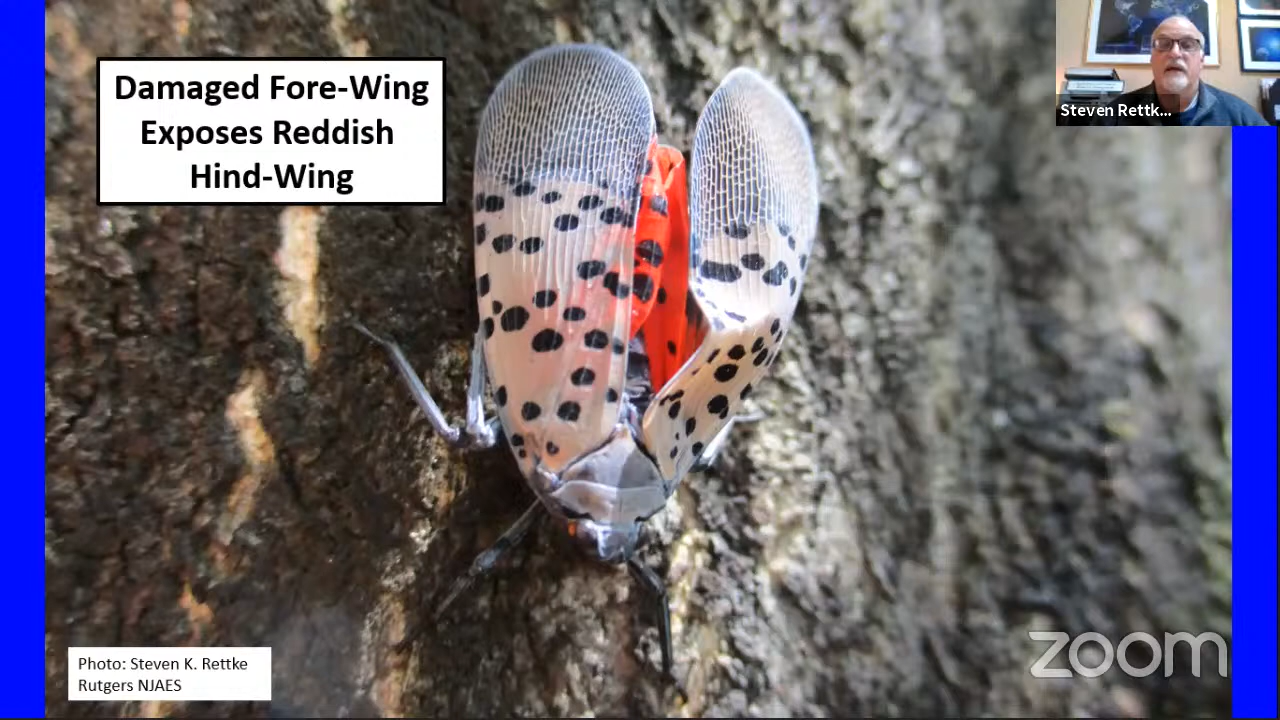 Damaged Fore-Wing
Exposes Reddish
Hind-Wing
Steven Rettk...
Photo: Steven K. Rettke
Rutgers NJAES
zoom